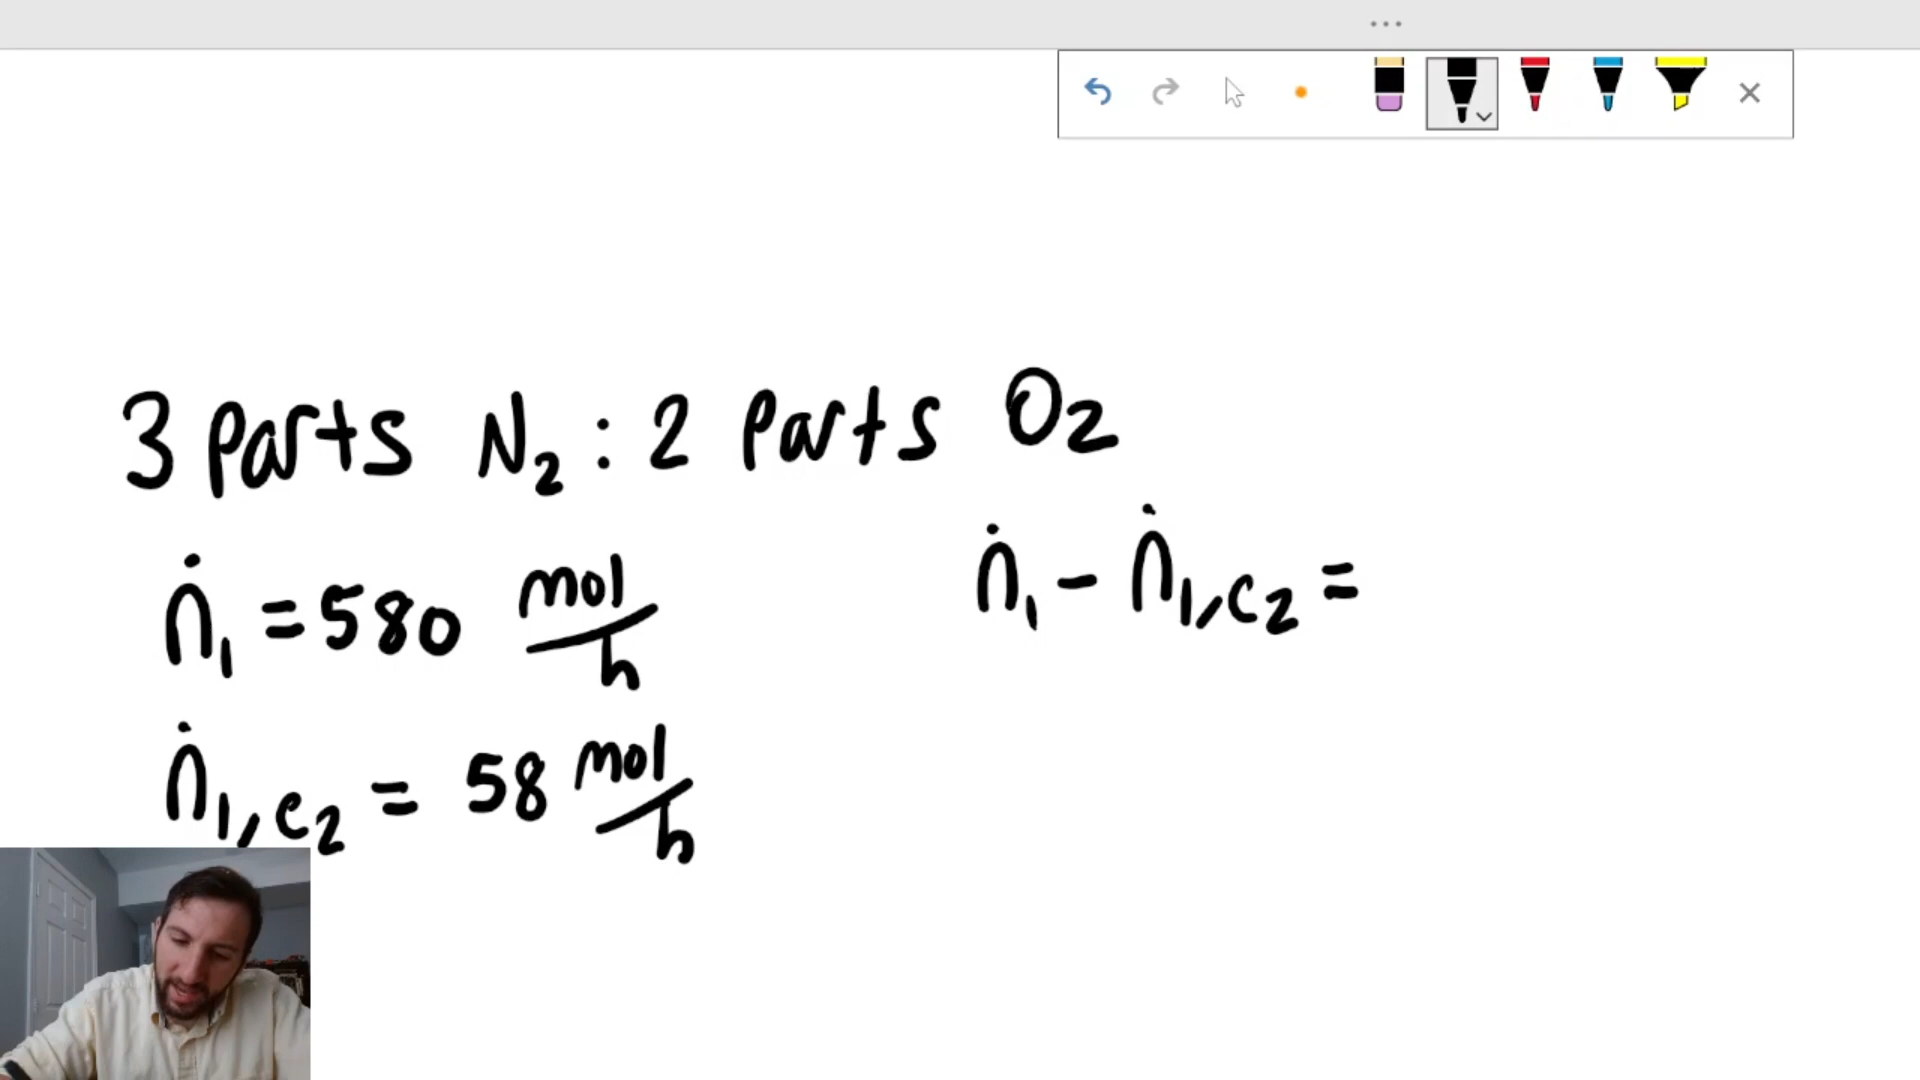 3 parts N₂ : 2 parts O₂
ṅ₁ = 580 mol/h
ṅ₁ - ṅ₁,c₂ =
ṅ₁,c₂ = 58 mol/h